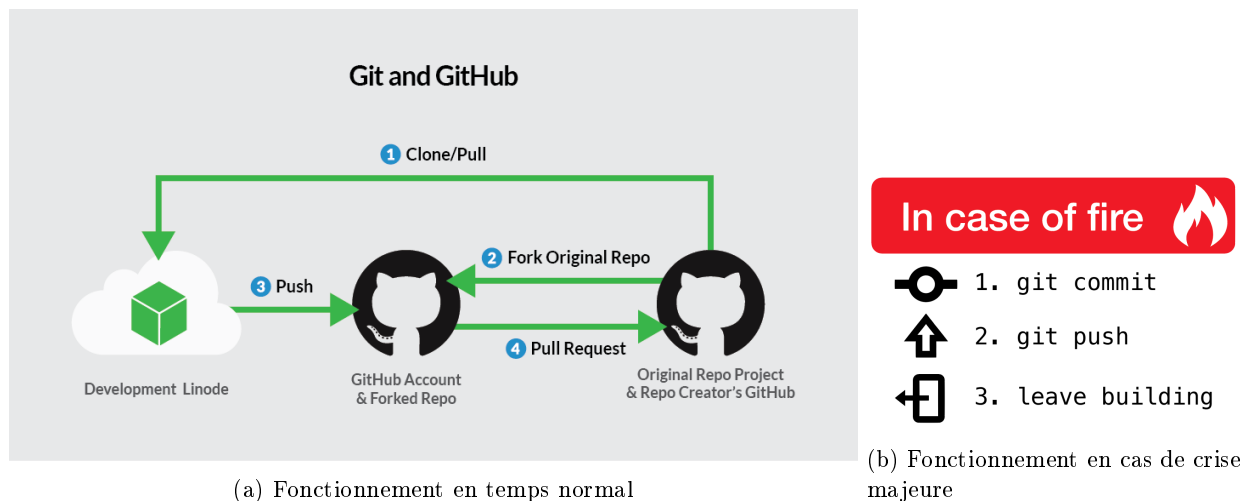 Git and GitHub
1 Clone/Pull
2 Fork Original Repo
3 Push
4 Pull Request
Development Linode
GitHub Account
& Forked Repo
Original Repo Project
& Repo Creator's GitHub
(a) Fonctionnement en temps normal
In case of fire
1. git commit
2. git push
3. leave building
(b) Fonctionnement en cas de crise
majeure